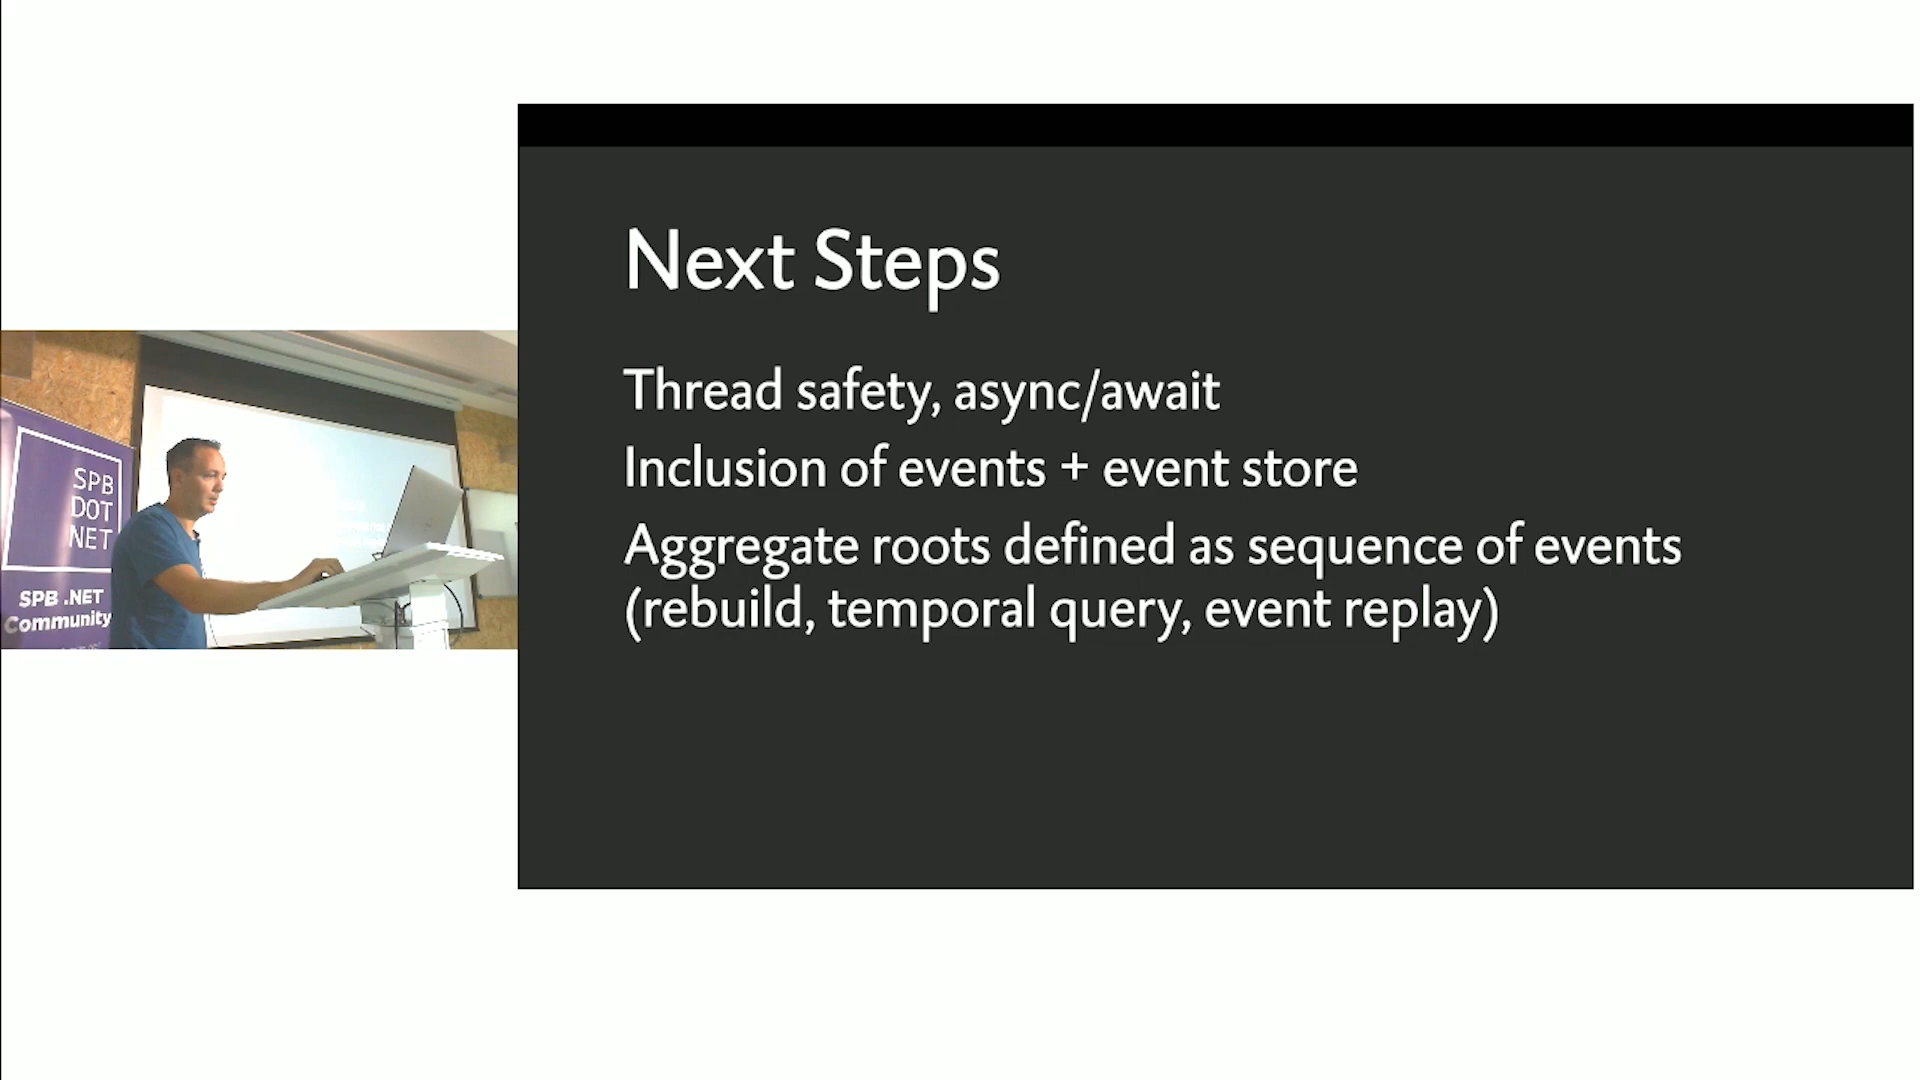 SPB
DOT
NET
SPB .NET
Community
Next Steps
Thread safety, async/await
Inclusion of events + event store
Aggregate roots defined as sequence of events
(rebuild, temporal query, event replay)